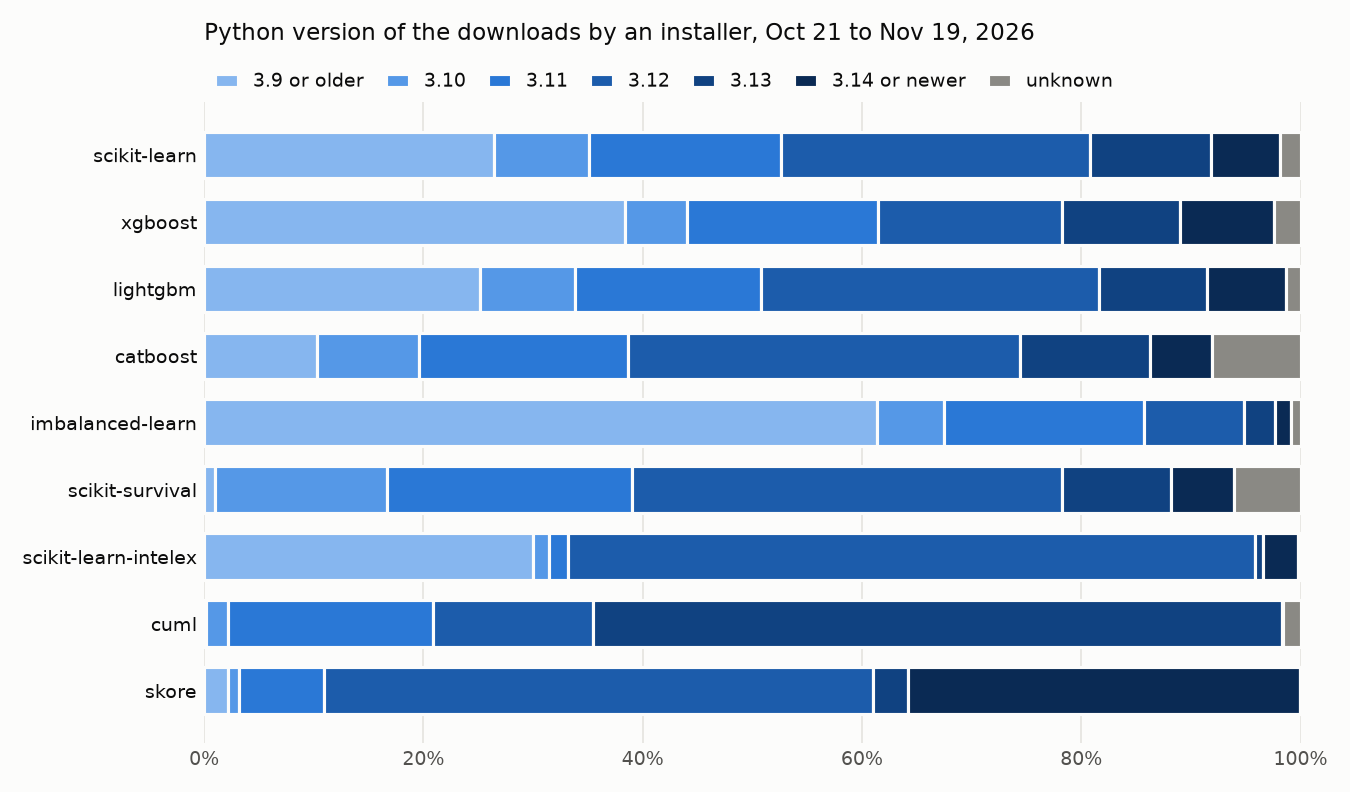 Python version of the downloads by an installer, Oct 21 to Nov 19, 2026
3.9 or older 3.10 3.11 3.12 3.13 3.14 or newer unknown
scikit-learn
xgboost
lightgbm
catboost
imbalanced-learn
scikit-survival
scikit-learn-intelex
cuml
skore
0% 20% 40% 60% 80% 100%